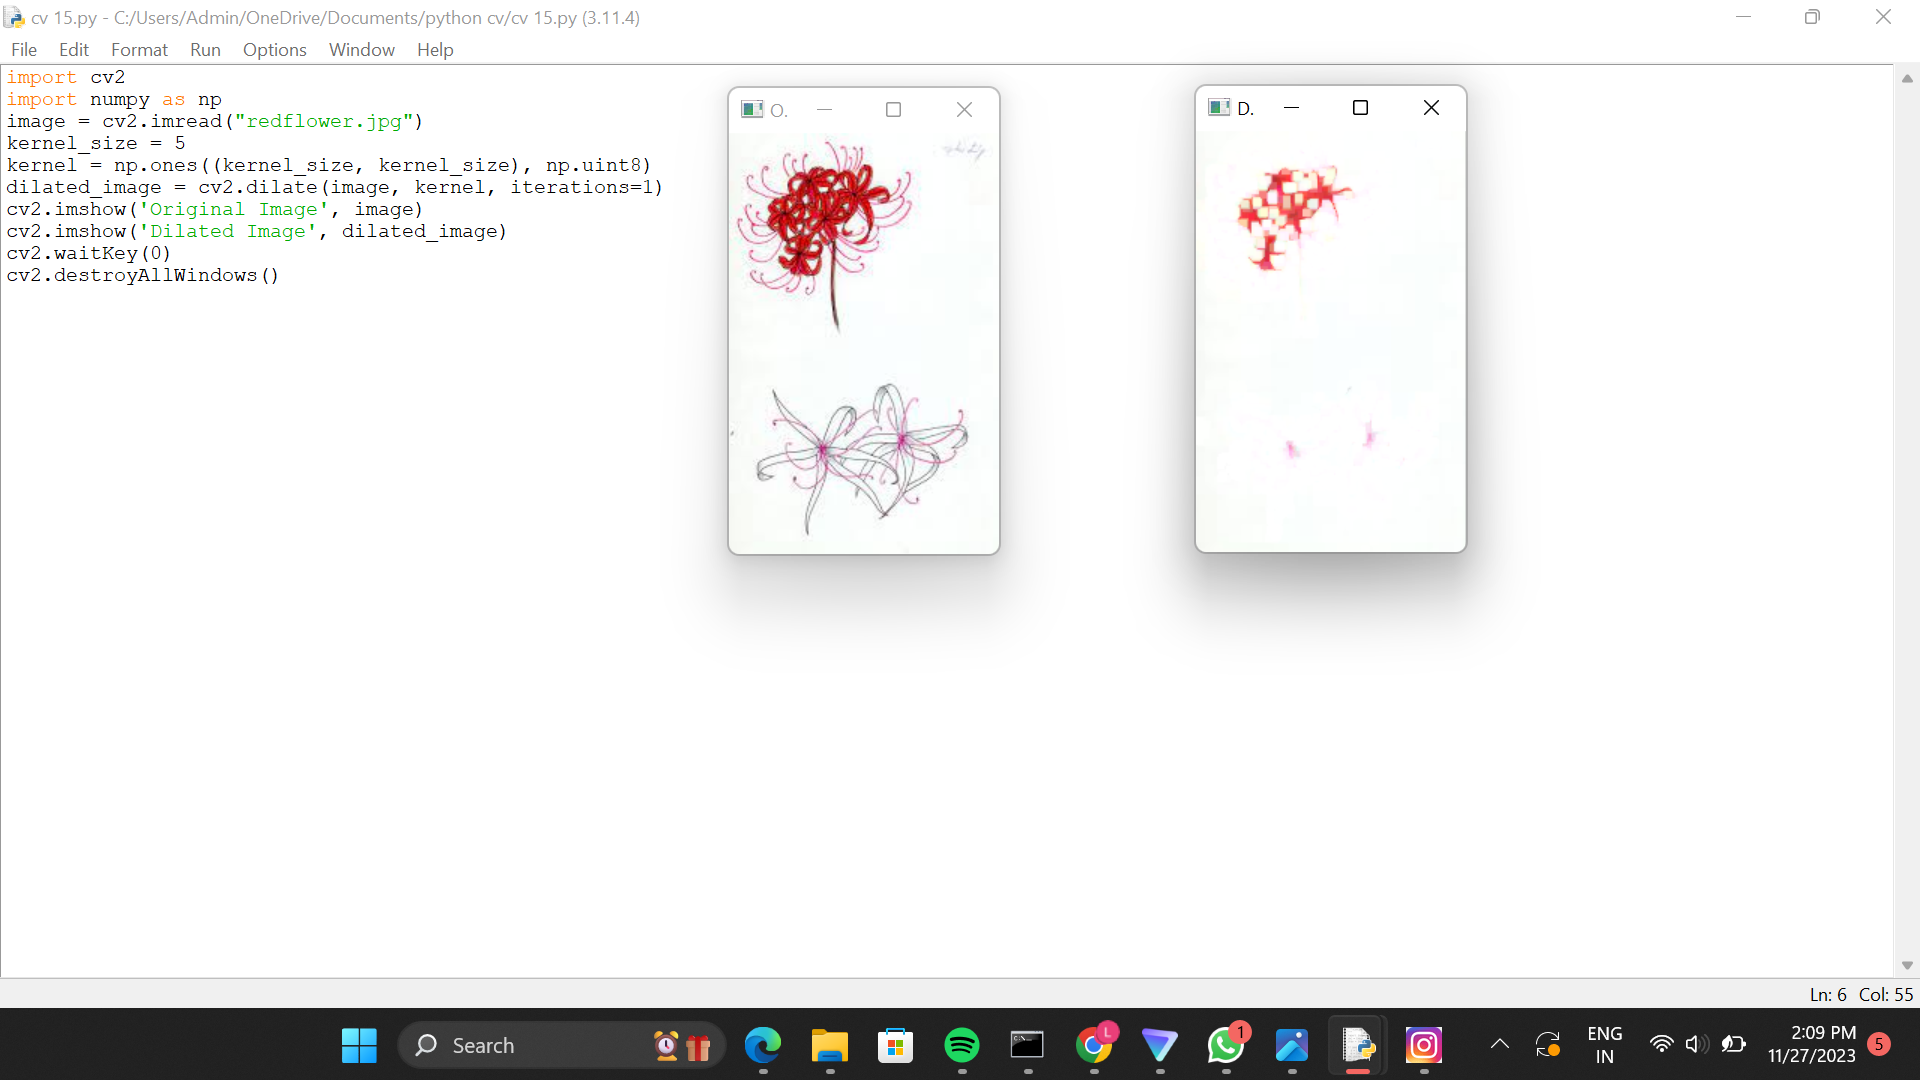 cv 15.py - C:/Users/Admin/OneDrive/Documents/python cv/cv 15.py (3.11.4)
File Edit Format Run Options Window Help
import cv2
import numpy as np
image = cv2.imread("redflower.jpg")
kernel_size = 5
kernel = np.ones((kernel_size, kernel_size), np.uint8)
dilated_image = cv2.dilate(image, kernel, iterations=1)
cv2.imshow('Original Image', image)
cv2.imshow('Dilated Image', dilated_image)
cv2.waitKey(0)
cv2.destroyAllWindows()
O.
D.
Ln: 6 Col: 55
Search
L
1
ENG
IN
2:09 PM
11/27/2023
5